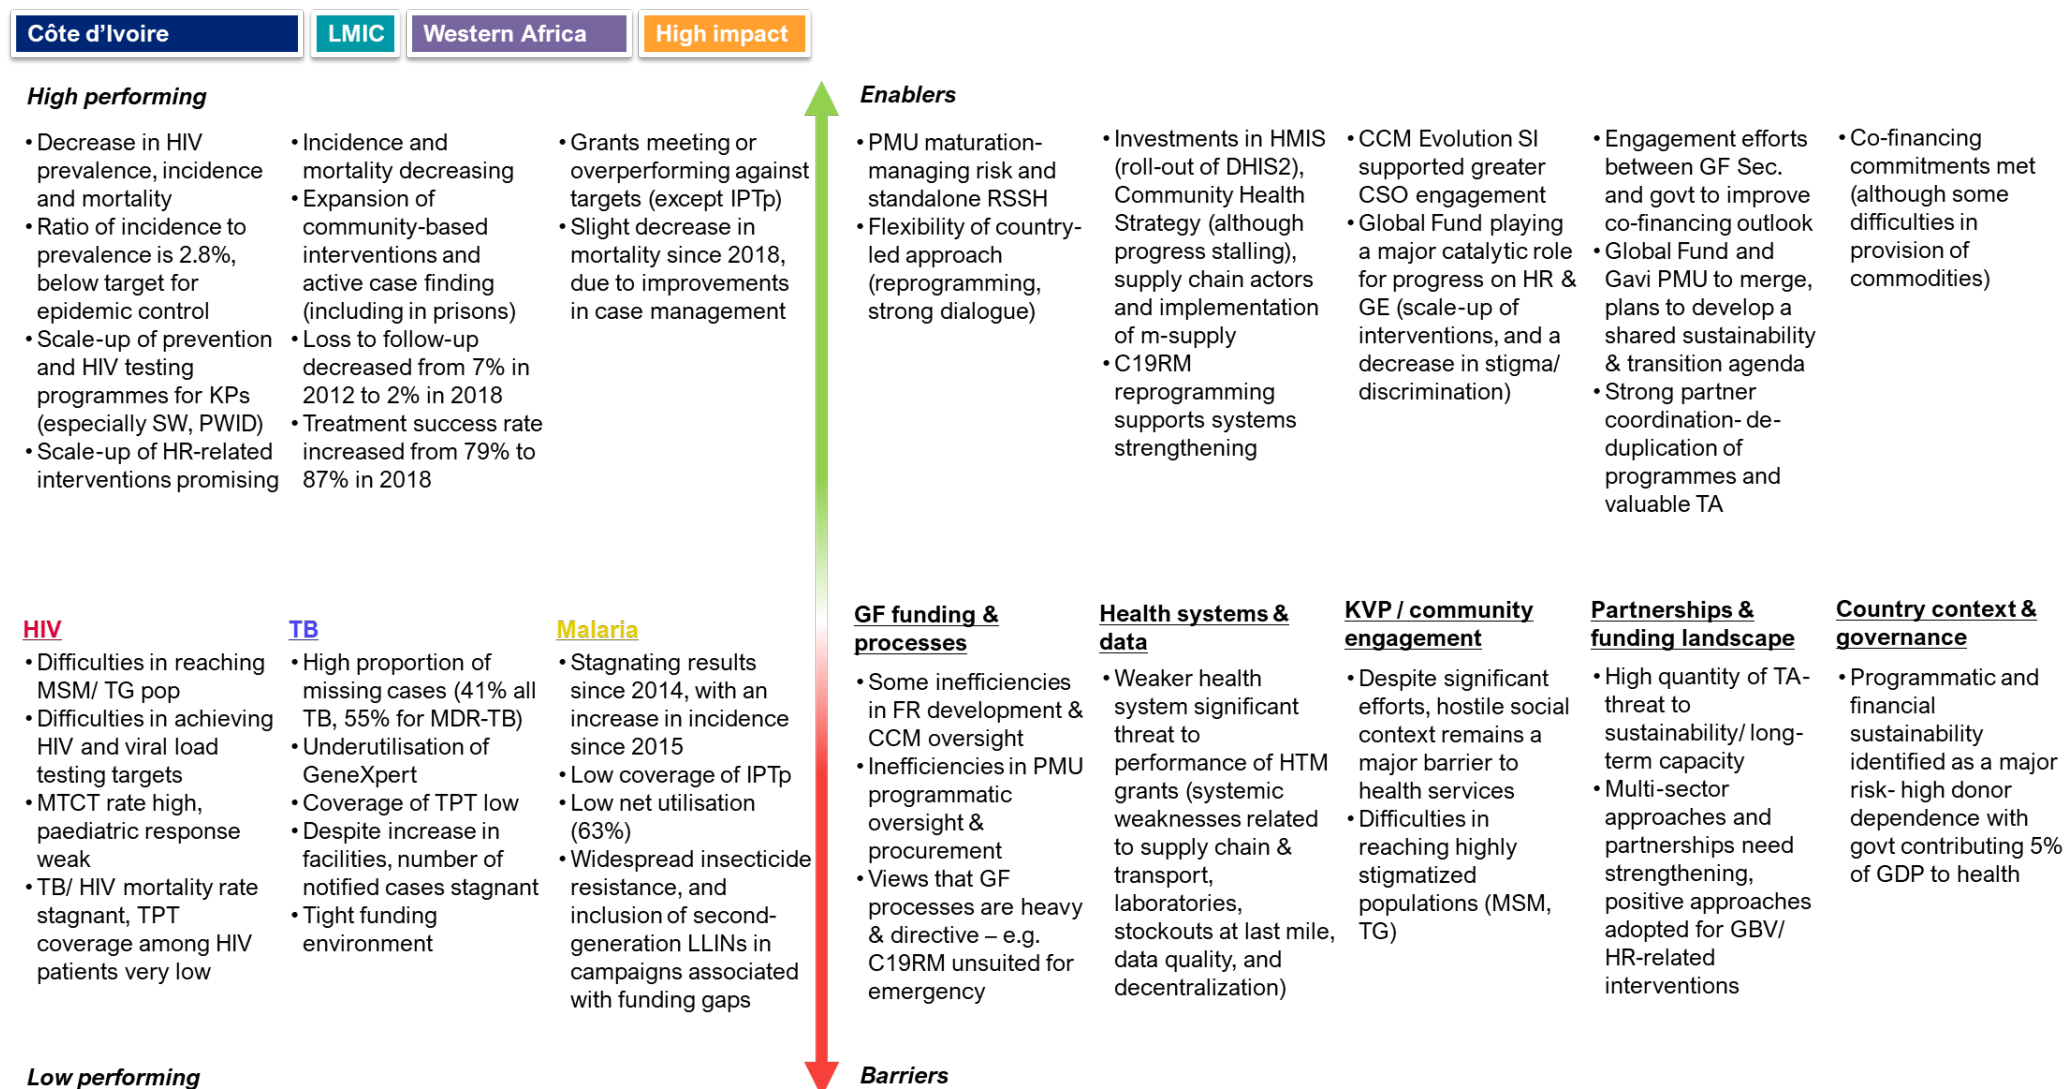 Côte d'Ivoire
LMIC
Western Africa
High impact
High performing
• Decrease in HIV
prevalence, incidence
and mortality
• Ratio of incidence to
prevalence is 2.8%,
below target for
epidemic control
• Scale-up of prevention
and HIV testing
programmes for KPs
(especially SW, PWID)
• Scale-up of HR-related
interventions promising
• Incidence and
mortality decreasing
• Expansion of
community-based
interventions and
active case finding
(including in prisons)
• Loss to follow-up
decreased from 7% in
2012 to 2% in 2018
• Treatment success rate
increased from 79% to
87% in 2018
• Grants meeting or
overperforming against
targets (except IPTp)
• Slight decrease in
mortality since 2018,
due to improvements
in case management
Enablers
• PMU maturation-
managing risk and
standalone RSSH
• Flexibility of country-
led approach
(reprogramming,
strong dialogue)
• Investments in HMIS
(roll-out of DHIS2),
Community Health
Strategy (although
progress stalling),
supply chain actors
and implementation
of m-supply
• C19RM
reprogramming
supports systems
strengthening
• CCM Evolution SI
supported greater
CSO engagement
• Global Fund playing
a major catalytic role
for progress on HR &
GE (scale-up of
interventions, and a
decrease in stigma/
discrimination)
• Engagement efforts
between GF Sec.
and govt to improve
co-financing outlook
• Global Fund and
Gavi PMU to merge,
plans to develop a
shared sustainability
& transition agenda
• Strong partner
coordination- de-
duplication of
programmes and
valuable TA
• Co-financing
commitments met
(although some
difficulties in
provision of
commodities)
HIV
• Difficulties in reaching
MSM/ TG pop
• Difficulties in achieving
HIV and viral load
testing targets
• MTCT rate high,
paediatric response
weak
• TB/ HIV mortality rate
stagnant, TPT
coverage among HIV
patients very low
TB
• High proportion of
missing cases (41% all
TB, 55% for MDR-TB)
• Underutilisation of
GeneXpert
• Coverage of TPT low
• Despite increase in
facilities, number of
notified cases stagnant
• Tight funding
environment
Malaria
• Stagnating results
since 2014, with an
increase in incidence
since 2015
• Low coverage of IPTp
• Low net utilisation
(63%)
• Widespread insecticide
resistance, and
inclusion of second-
generation LLINs in
campaigns associated
with funding gaps
GF funding &
processes
• Some inefficiencies
in FR development &
CCM oversight
• Inefficiencies in PMU
programmatic
oversight &
procurement
• Views that GF
processes are heavy
& directive – e.g.
C19RM unsuited for
emergency
Health systems &
data
• Weaker health
system significant
threat to
performance of HTM
grants (systemic
weaknesses related
to supply chain &
transport,
laboratories,
stockouts at last mile,
data quality, and
decentralization)
KVP / community
engagement
• Despite significant
efforts, hostile social
context remains a
major barrier to
health services
• Difficulties in
reaching highly
stigmatized
populations (MSM,
TG)
Partnerships &
funding landscape
• High quantity of TA-
threat to
sustainability/ long-
term capacity
• Multi-sector
approaches and
partnerships need
strengthening,
positive approaches
adopted for GBV/
HR-related
interventions
Country context &
governance
• Programmatic and
financial
sustainability
identified as a major
risk- high donor
dependence with
govt contributing 5%
of GDP to health
Low performing
Barriers